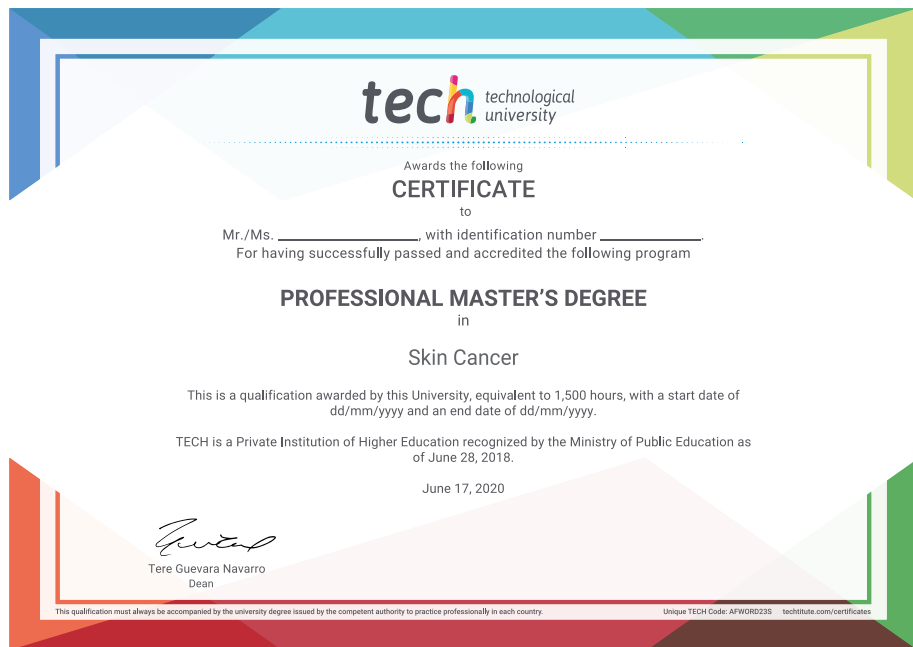 tech technological
university
Awards the following
CERTIFICATE
to
Mr./Ms. ____________________, with identification number ______________.
For having successfully passed and accredited the following program
PROFESSIONAL MASTER'S DEGREE
in
Skin Cancer
This is a qualification awarded by this University, equivalent to 1,500 hours, with a start date of
dd/mm/yyyy and an end date of dd/mm/yyyy.
TECH is a Private Institution of Higher Education recognized by the Ministry of Public Education as
of June 28, 2018.
June 17, 2020
Tere Guevara Navarro
Dean
This qualification must always be accompanied by the university degree issued by the competent authority to practice professionally in each country.
Unique TECH Code: AFWORD23S techtitute.com/certificates